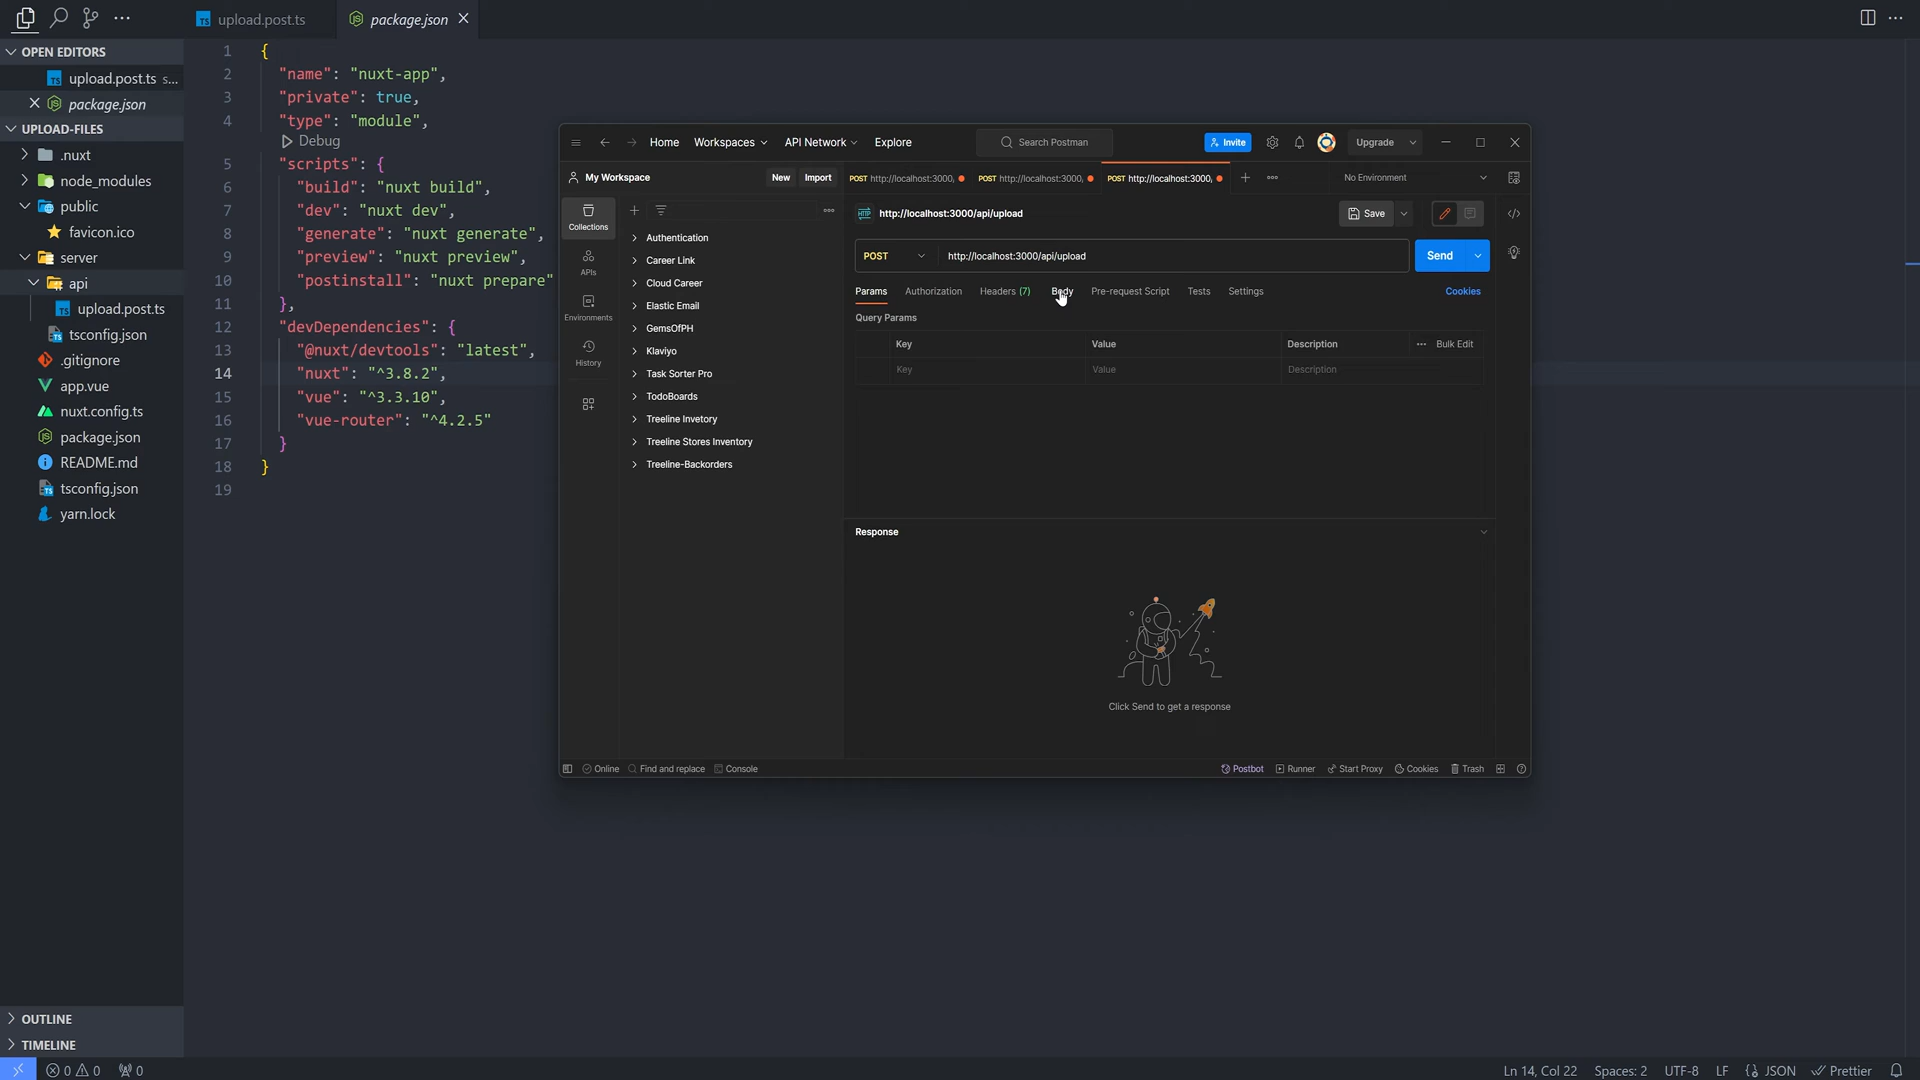 upload.post.ts
package.json
OPEN EDITORS
upload.post.ts s...
package.json
UPLOAD-FILES
.nuxt
node_modules
public
favicon.ico
server
api
upload.post.ts
tsconfig.json
.gitignore
app.vue
nuxt.config.ts
package.json
README.md
tsconfig.json
yarn.lock
OUTLINE
TIMELINE
1 {
2 "name": "nuxt-app",
3 "private": true,
4 "type": "module",
Debug
5 "scripts": {
6 "build": "nuxt build",
7 "dev": "nuxt dev",
8 "generate": "nuxt generate",
9 "preview": "nuxt preview",
10 "postinstall": "nuxt prepare"
11 },
12 "devDependencies": {
13 "@nuxt/devtools": "latest",
14 "nuxt": "^3.8.2",
15 "vue": "^3.3.10",
16 "vue-router": "^4.2.5"
17 }
18 }
19
Home Workspaces API Network Explore Search Postman Invite Upgrade
My Workspace New Import
POST http://localhost:3000, POST http://localhost:3000, POST http://localhost:3000, No Environment
Collections
APIs
Environments
History
Authentication
Career Link
Cloud Career
Elastic Email
GemsOfPH
Klaviyo
Task Sorter Pro
TodoBoards
Treeline Invetory
Treeline Stores Inventory
Treeline-Backorders
HTTP http://localhost:3000/api/upload Save
POST http://localhost:3000/api/upload Send
Params Authorization Headers (7) Body Pre-request Script Tests Settings Cookies
Query Params
Key Value Description Bulk Edit
Key Value Description
Response
Click Send to get a response
Online Find and replace Console Postbot Runner Start Proxy Cookies Trash
0 0 0 Ln 14, Col 22 Spaces: 2 UTF-8 LF {} JSON Prettier